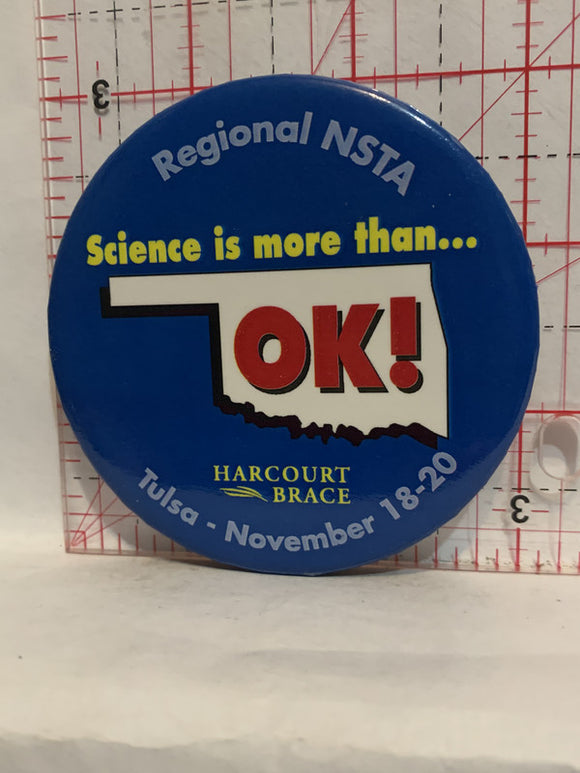 3
Regional NSTA
Science is more than...
OK!
HARCOURT
BRACE
Tulsa - November 18-20
3